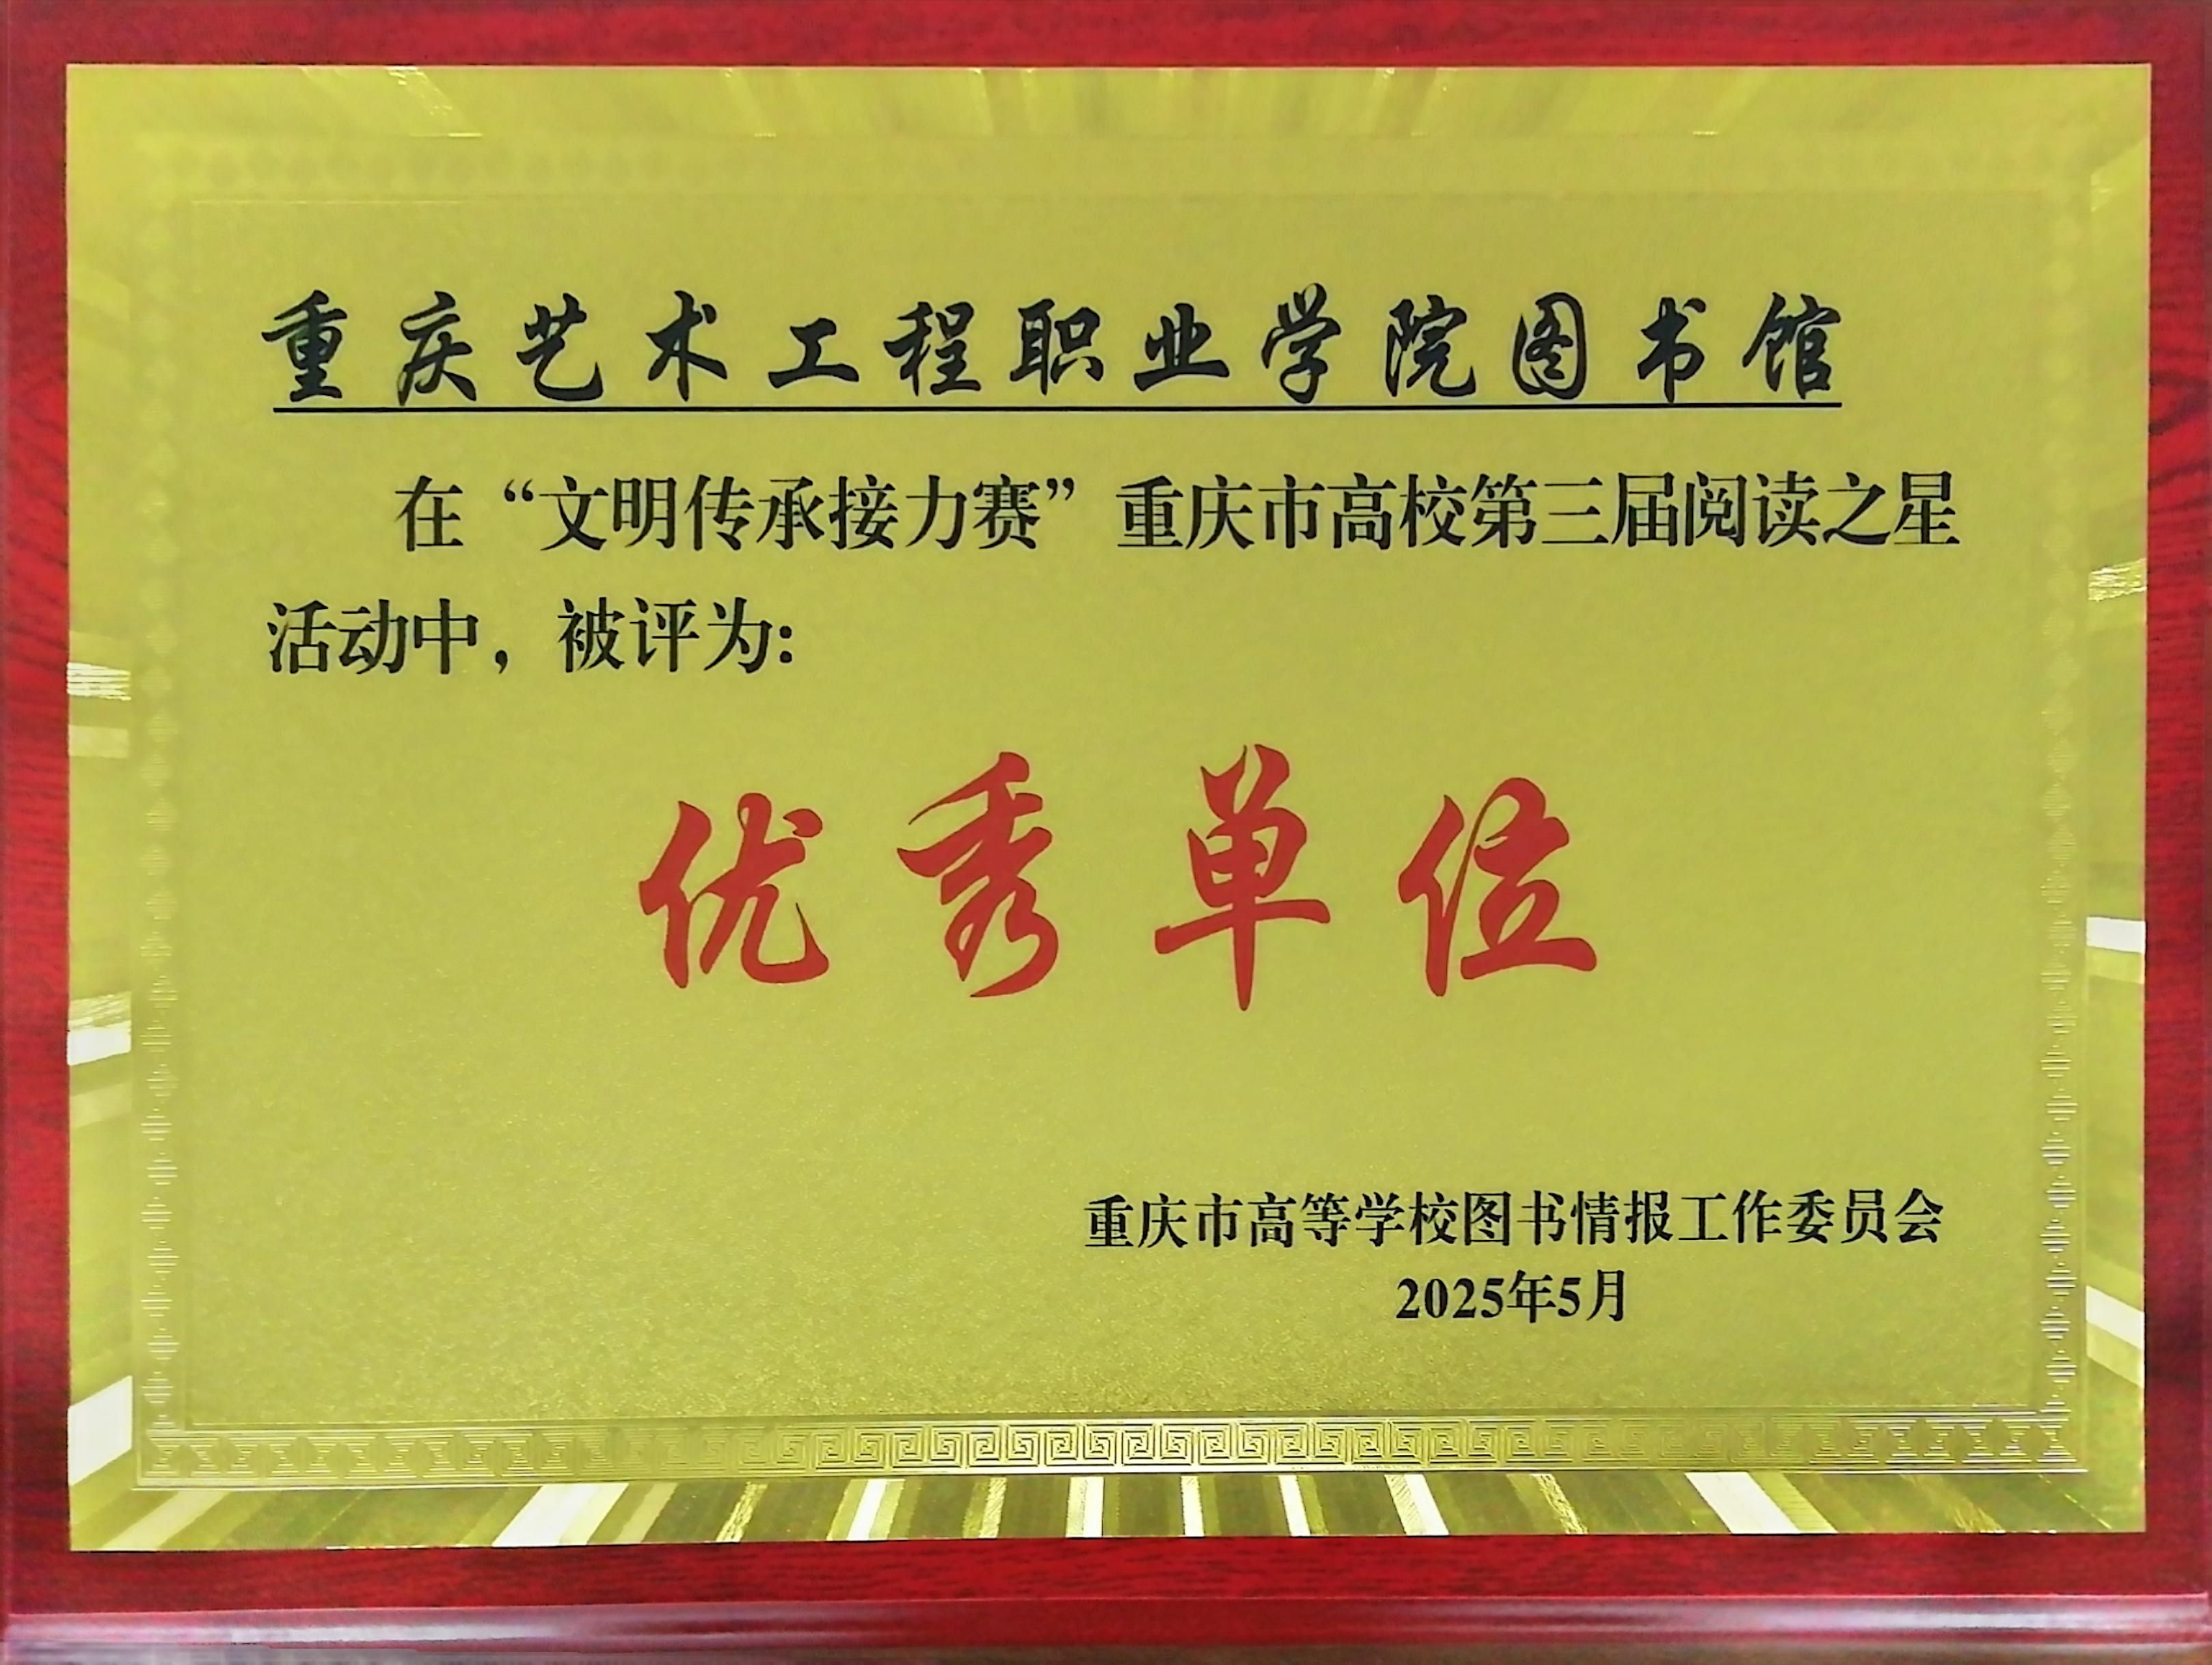 重庆艺术工程职业学院图书馆
在“文明传承接力赛”重庆市高校第三届阅读之星
活动中，被评为:
优秀单位
重庆市高等学校图书情报工作委员会
2025年5月